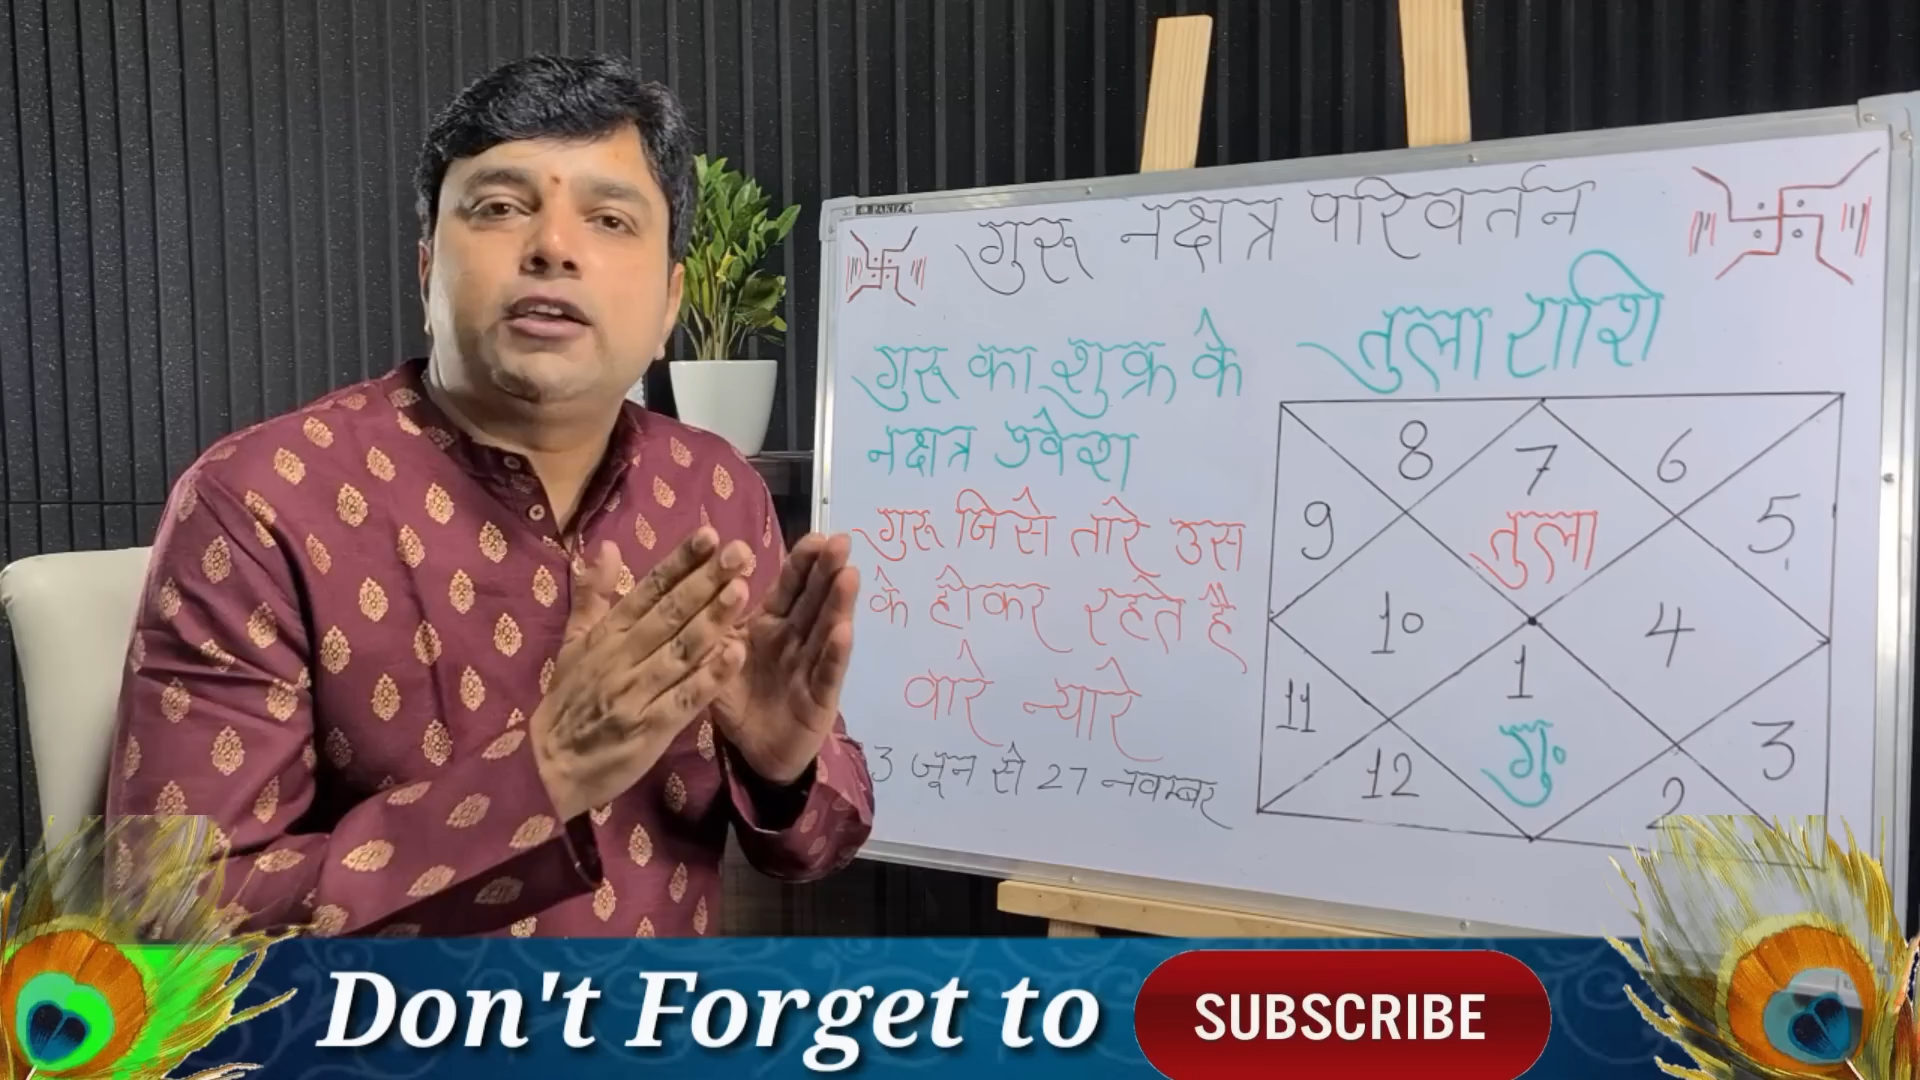 गुरू नक्षत्र परिवर्तन
गुरू का शुक्र के
नक्षत्र प्रवेश
गुरू जिसे तारे उस
के होकर रहते है
वारे न्यारे
3 जून से 27 नवम्बर
तुला राशि
8 7 6
9 तुला 5
10 4
1
11 गु० 3
12 2
Don't Forget to SUBSCRIBE